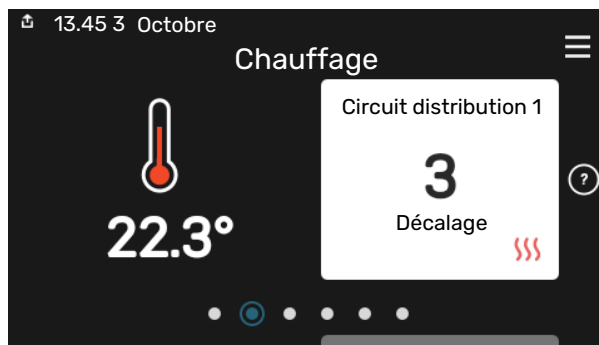 13.45 3 Octobre
Chauffage
Circuit distribution 1
3
Décalage
22.3°
?